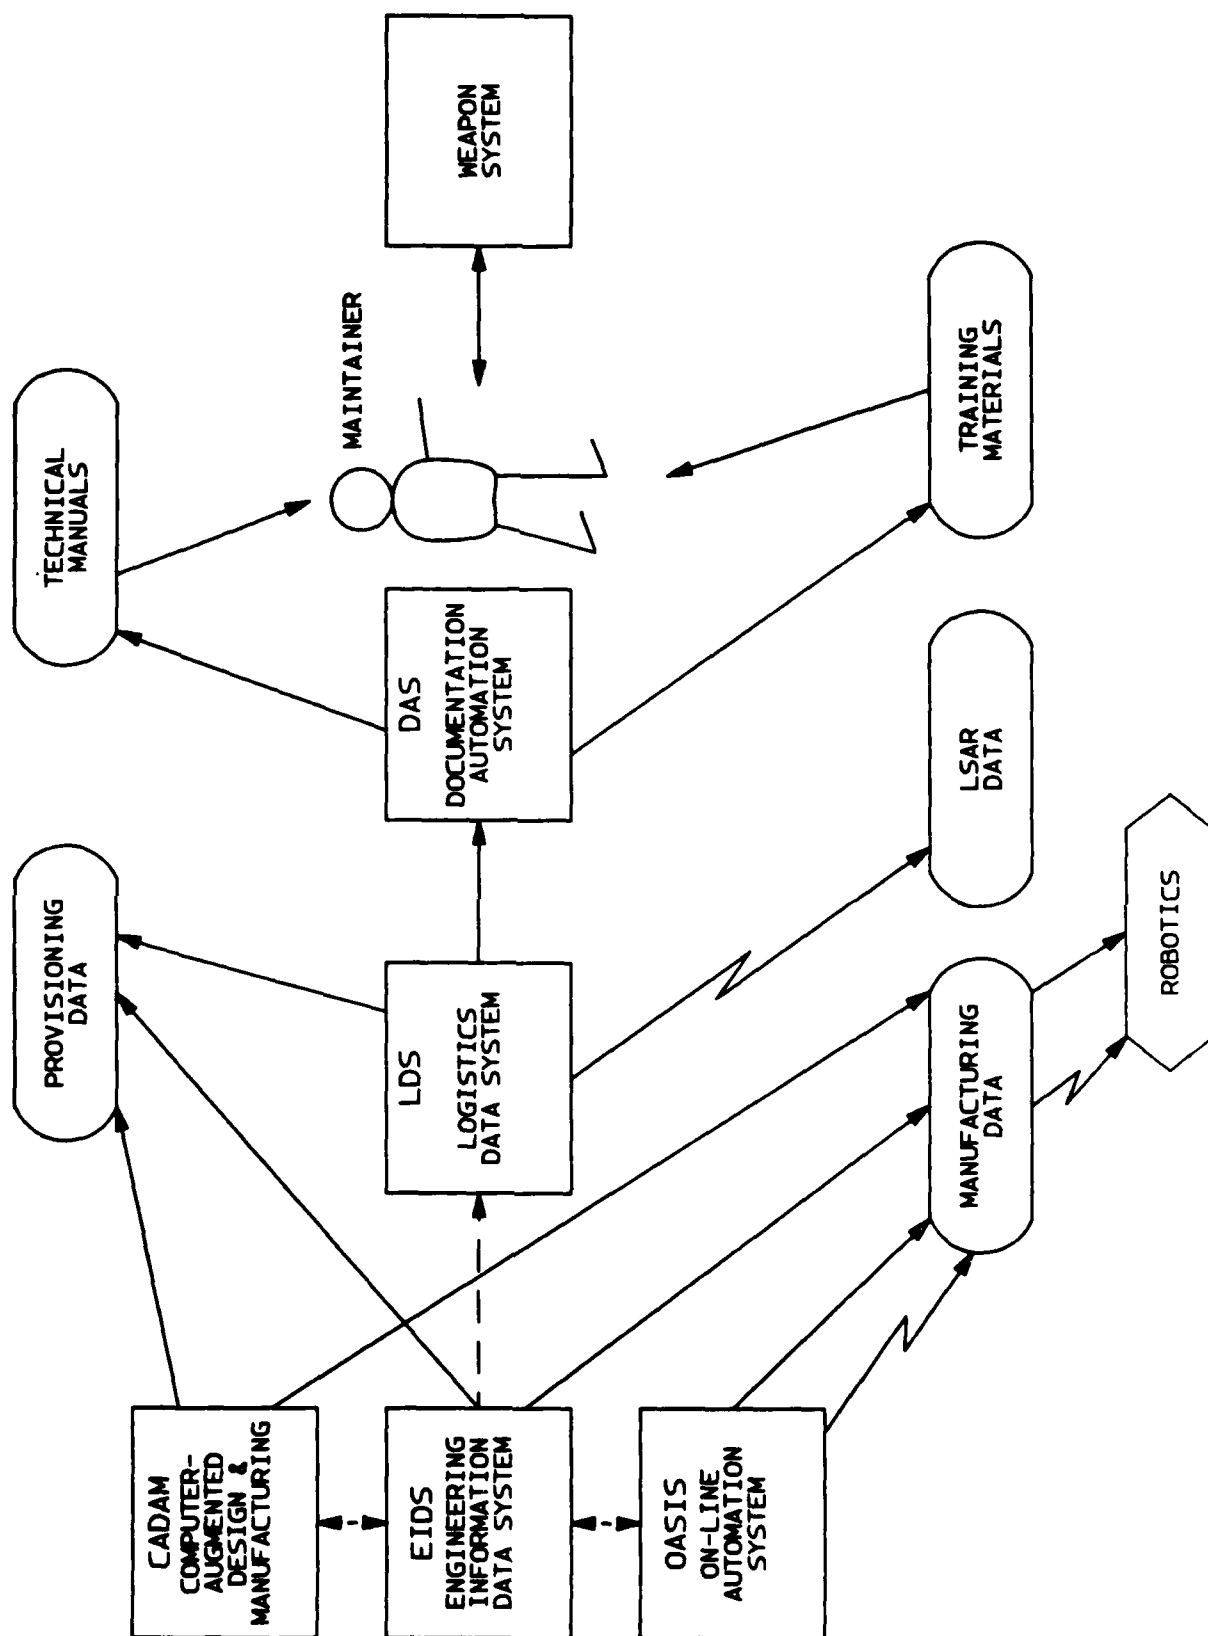 PROVISIONING
DATA
TECHNICAL
MANUALS
CADAM
COMPUTER-
AUGMENTED
DESIGN &
MANUFACTURING
EIDS
ENGINEERING
INFORMATION
DATA SYSTEM
OASIS
ON-LINE
AUTOMATION
SYSTEM
LDS
LOGISTICS
DATA SYSTEM
DAS
DOCUMENTATION
AUTOMATION
SYSTEM
MAINTAINER
WEAPON
SYSTEM
MANUFACTURING
DATA
LSAR
DATA
TRAINING
MATERIALS
ROBOTICS